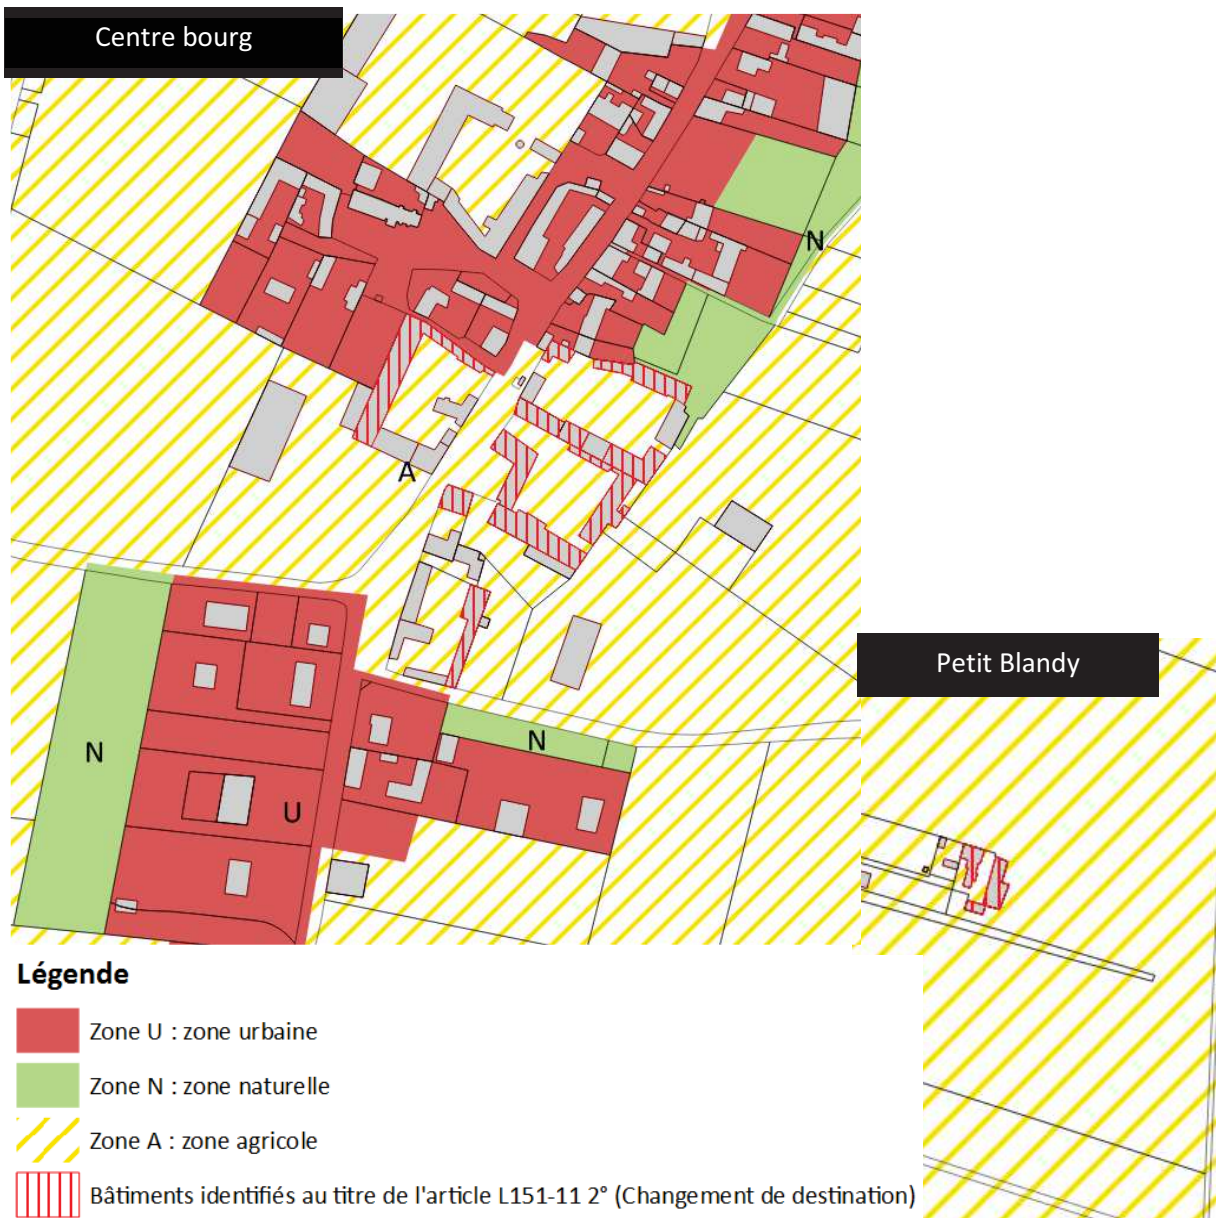 Centre bourg
N
A
Petit Blandy
N
N
U
Légende
Zone U : zone urbaine
Zone N : zone naturelle
Zone A : zone agricole
Bâtiments identifiés au titre de l'article L151-11 2° (Changement de destination)